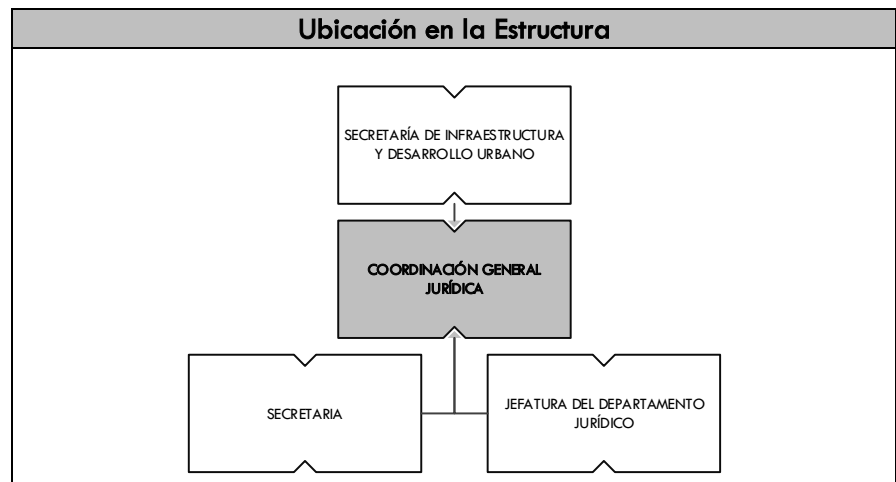 Ubicación en la Estructura
SECRETARÍA DE INFRAESTRUCTURA
Y DESARROLLO URBANO
COORDINACIÓN GENERAL
JURÍDICA
SECRETARIA
JEFATURA DEL DEPARTAMENTO
JURÍDICO